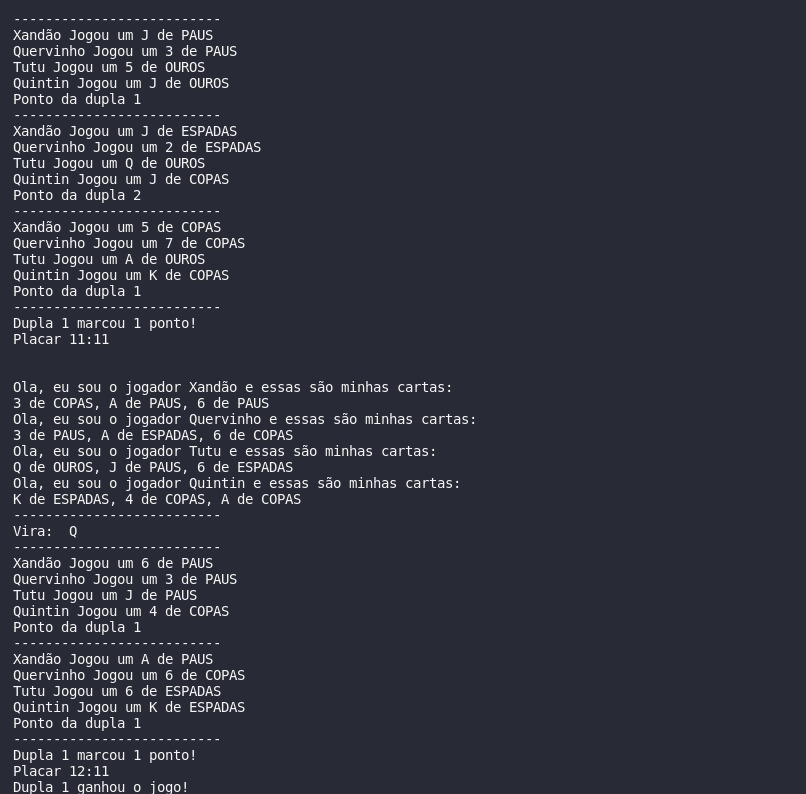 --------------------------
Xandão Jogou um J de PAUS
Quervinho Jogou um 3 de PAUS
Tutu Jogou um 5 de OUROS
Quintin Jogou um J de OUROS
Ponto da dupla 1
--------------------------
Xandão Jogou um J de ESPADAS
Quervinho Jogou um 2 de ESPADAS
Tutu Jogou um Q de OUROS
Quintin Jogou um J de COPAS
Ponto da dupla 2
--------------------------
Xandão Jogou um 5 de COPAS
Quervinho Jogou um 7 de COPAS
Tutu Jogou um A de OUROS
Quintin Jogou um K de COPAS
Ponto da dupla 1
--------------------------
Dupla 1 marcou 1 ponto!
Placar 11:11
Ola, eu sou o jogador Xandão e essas são minhas cartas:
3 de COPAS, A de PAUS, 6 de PAUS
Ola, eu sou o jogador Quervinho e essas são minhas cartas:
3 de PAUS, A de ESPADAS, 6 de COPAS
Ola, eu sou o jogador Tutu e essas são minhas cartas:
Q de OUROS, J de PAUS, 6 de ESPADAS
Ola, eu sou o jogador Quintin e essas são minhas cartas:
K de ESPADAS, 4 de COPAS, A de COPAS
--------------------------
Vira:  Q
--------------------------
Xandão Jogou um 6 de PAUS
Quervinho Jogou um 3 de PAUS
Tutu Jogou um J de PAUS
Quintin Jogou um 4 de COPAS
Ponto da dupla 1
--------------------------
Xandão Jogou um A de PAUS
Quervinho Jogou um 6 de COPAS
Tutu Jogou um 6 de ESPADAS
Quintin Jogou um K de ESPADAS
Ponto da dupla 1
--------------------------
Dupla 1 marcou 1 ponto!
Placar 12:11
Dupla 1 ganhou o jogo!